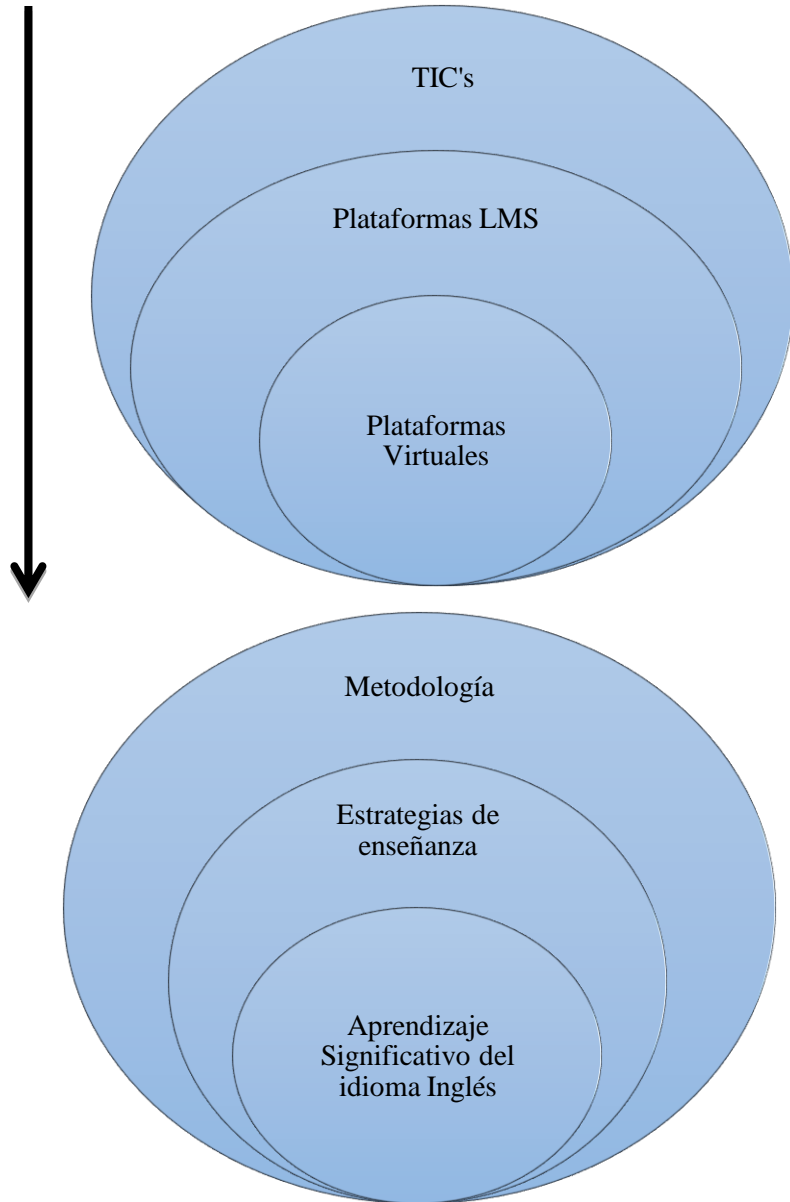 TIC's
Plataformas LMS
Plataformas
Virtuales
Metodología
Estrategias de
enseñanza
Aprendizaje
Significativo del
idioma Inglés